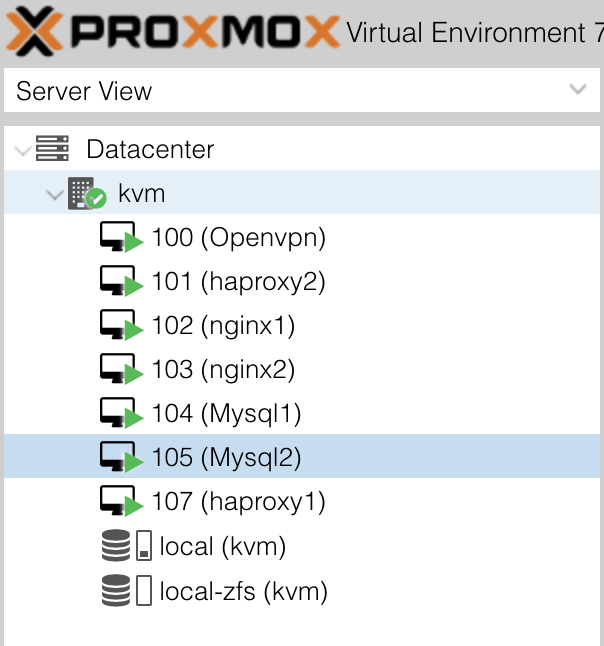 PROXMOX Virtual Environment 7
Server View
Datacenter
kvm
100 (Openvpn)
101 (haproxy2)
102 (nginx1)
103 (nginx2)
104 (Mysql1)
105 (Mysql2)
107 (haproxy1)
local (kvm)
local-zfs (kvm)